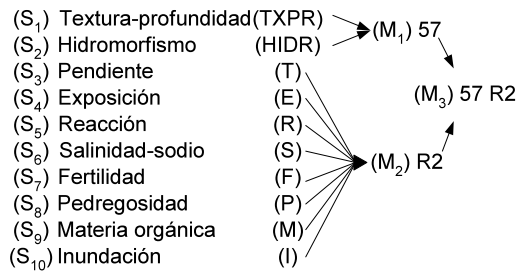 (S1) Textura-profundidad(TXPR)
(S2) Hidromorfismo (HIDR)
(M1) 57
(S3) Pendiente (T)
(S4) Exposición (E)
(M3) 57 R2
(S5) Reacción (R)
(S6) Salinidad-sodio (S)
(M2) R2
(S7) Fertilidad (F)
(S8) Pedregosidad (P)
(S9) Materia orgánica (M)
(S10) Inundación (I)